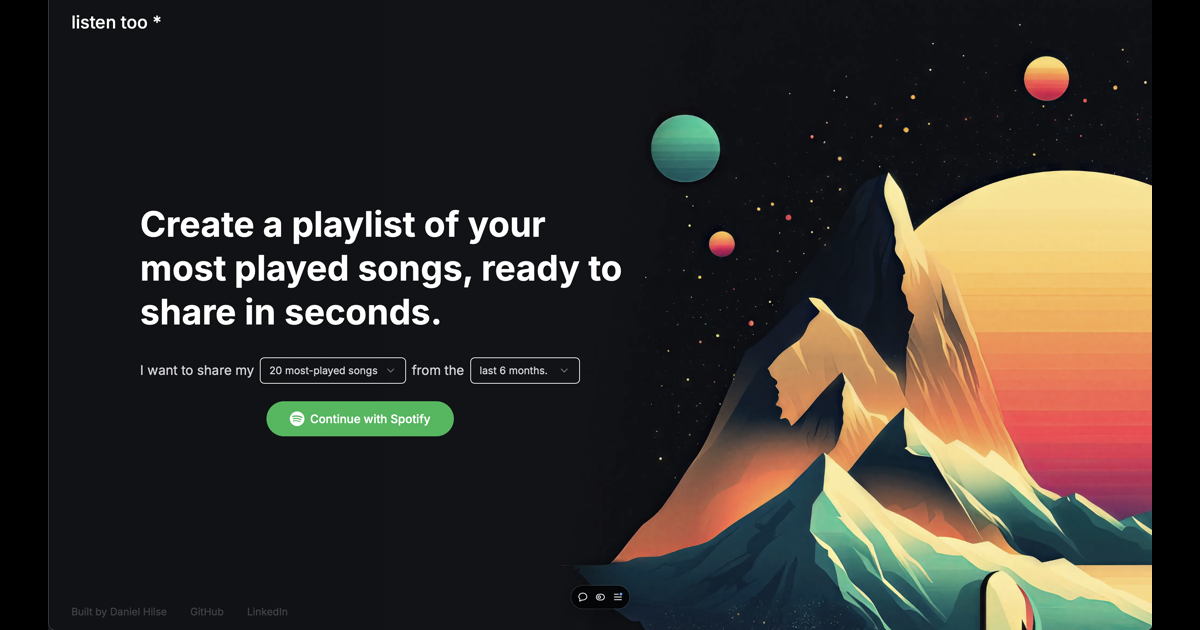 listen too *
Create a playlist of your
most played songs, ready to
share in seconds.
I want to share my 20 most-played songs from the last 6 months.
Continue with Spotify
Built by Daniel Hilse GitHub LinkedIn